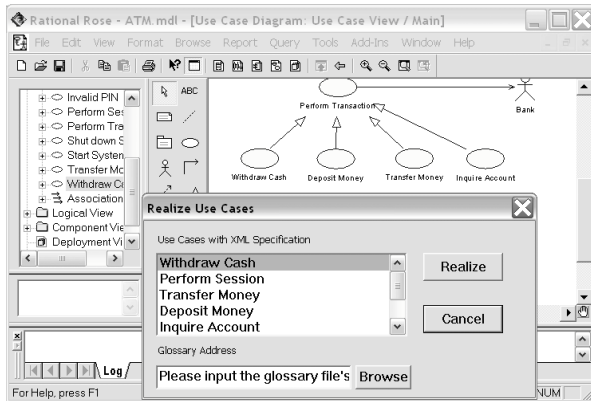 Rational Rose - ATM.mdl - [Use Case Diagram: Use Case View / Main]
File Edit View Format Browse Report Query Tools Add-Ins Window Help
ABC
Invalid PIN
Perform Ses
Perform Tra
Shut down S
Start System
Transfer Mc
Withdraw Ca
Association
Logical View
Component Vie
Deployment Vi
Perform Transaction
Bank
Withdraw Cash
Deposit Money
Transfer Money
Inquire Account
Realize Use Cases
Use Cases with XML Specification
Withdraw Cash
Perform Session
Transfer Money
Deposit Money
Inquire Account
Realize
Cancel
Glossary Address
Please input the glossary file's
Browse
Log
For Help, press F1
NUM